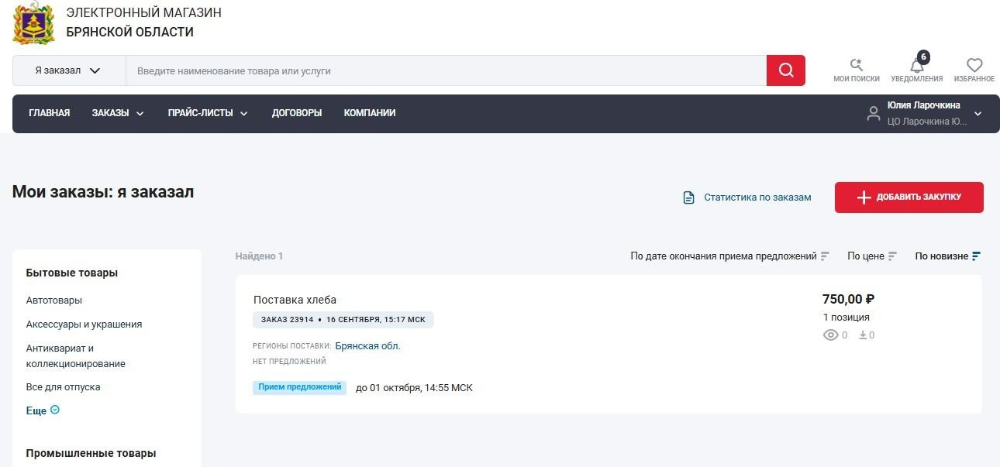 ЭЛЕКТРОННЫЙ МАГАЗИН
БРЯНСКОЙ ОБЛАСТИ
Я заказал
Введите наименование товара или услуги
МОИ ПОИСКИ
6
УВЕДОМЛЕНИЯ
ИЗБРАННОЕ
ГЛАВНАЯ ЗАКАЗЫ ПРАЙС-ЛИСТЫ ДОГОВОРЫ КОМПАНИИ
Юлия Ларочкина
ЦО Ларочкина Ю...
Мои заказы: я заказал
Статистика по заказам
ДОБАВИТЬ ЗАКУПКУ
Бытовые товары
Автотовары
Аксессуары и украшения
Антиквариат и
коллекционирование
Все для отпуска
Еще
Промышленные товары
Найдено 1
По дате окончания приема предложений По цене По новизне
Поставка хлеба
ЗАКАЗ 23914 • 16 СЕНТЯБРЯ, 15:17 МСК
РЕГИОНЫ ПОСТАВКИ: Брянская обл.
НЕТ ПРЕДЛОЖЕНИЙ
Прием предложений до 01 октября, 14:55 МСК
750,00 ₽
1 позиция
0 0